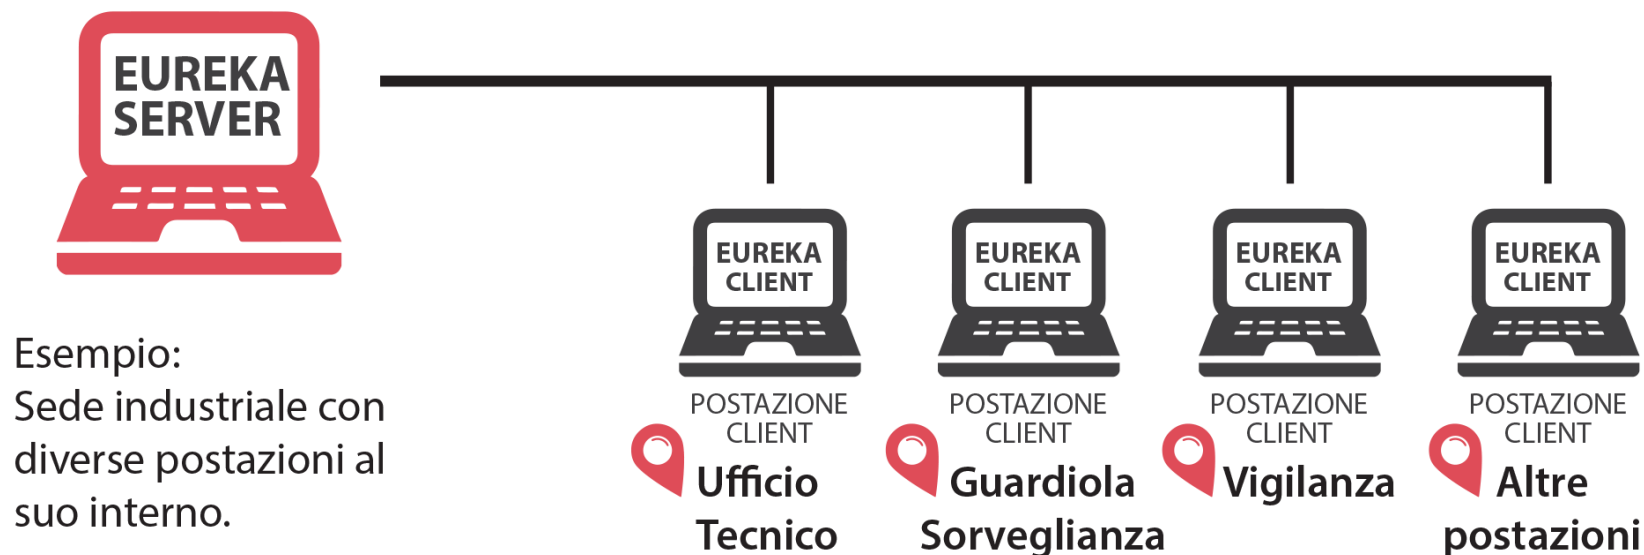 EUREKA
SERVER
Esempio:
Sede industriale con
diverse postazioni al
suo interno.
EUREKA
CLIENT
POSTAZIONE
CLIENT
Ufficio
Tecnico
EUREKA
CLIENT
POSTAZIONE
CLIENT
Guardiola
Sorveglianza
EUREKA
CLIENT
POSTAZIONE
CLIENT
Vigilanza
EUREKA
CLIENT
POSTAZIONE
CLIENT
Altre
postazioni